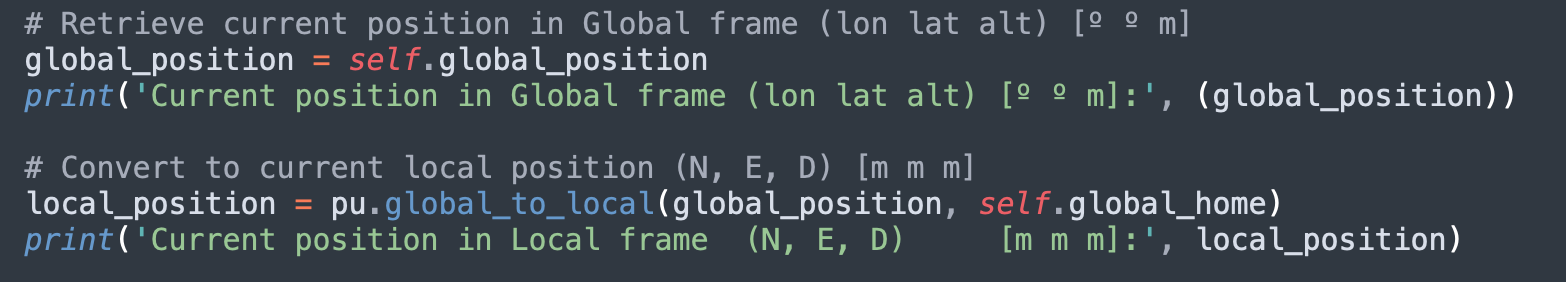 # Retrieve current position in Global frame (lon lat alt) [º º m]
global_position = self.global_position
print('Current position in Global frame (lon lat alt) [º º m]:', (global_position))
# Convert to current local position (N, E, D) [m m m]
local_position = pu.global_to_local(global_position, self.global_home)
print('Current position in Local frame  (N, E, D)     [m m m]:', local_position)